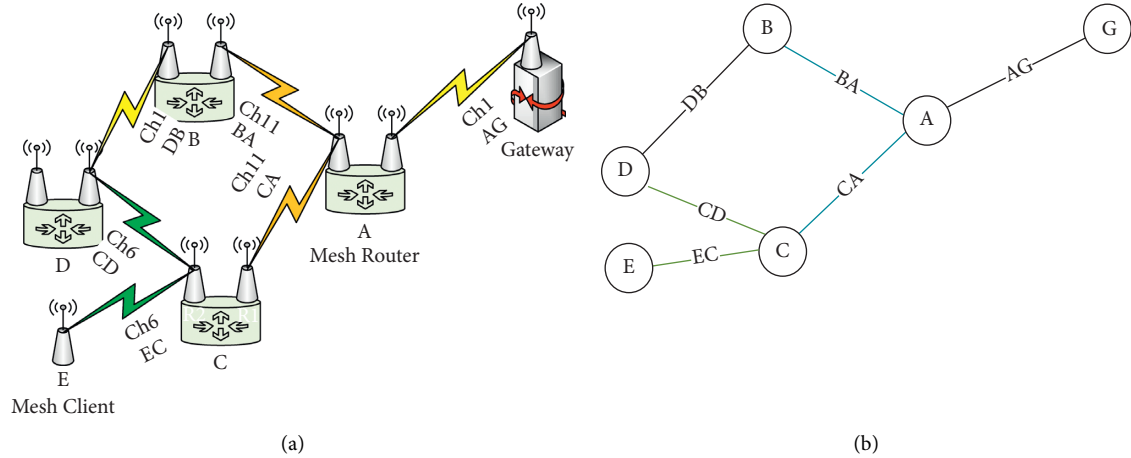 Ch1
DB
B
Ch11
BA
Ch11
CA
Ch1
AG
Gateway
A
Mesh Router
D
Ch6
CD
R2
R1
C
Ch6
EC
E
Mesh Client
(a)
B
G
DB
BA
AG
A
D
CA
CD
C
E
EC
(b)